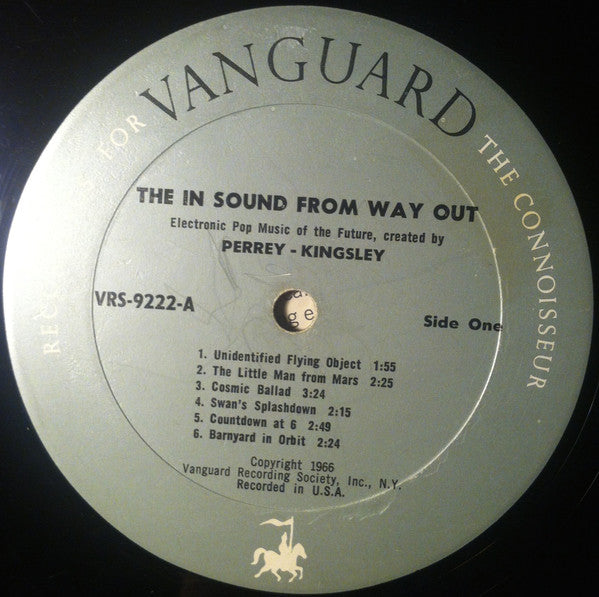 VANGUARD
FOR
THE CONNOISSEUR
THE IN SOUND FROM WAY OUT
Electronic Pop Music of the Future, created by
PERREY - KINGSLEY
VRS-9222-A
Side One
1. Unidentified Flying Object 1:55
2. The Little Man from Mars 2:25
3. Cosmic Ballad 3:24
4. Swan's Splashdown 2:15
5. Countdown at 6 2:49
6. Barnyard in Orbit 2:24
Copyright 1966
Vanguard Recording Society, Inc., N.Y.
Recorded in U.S.A.